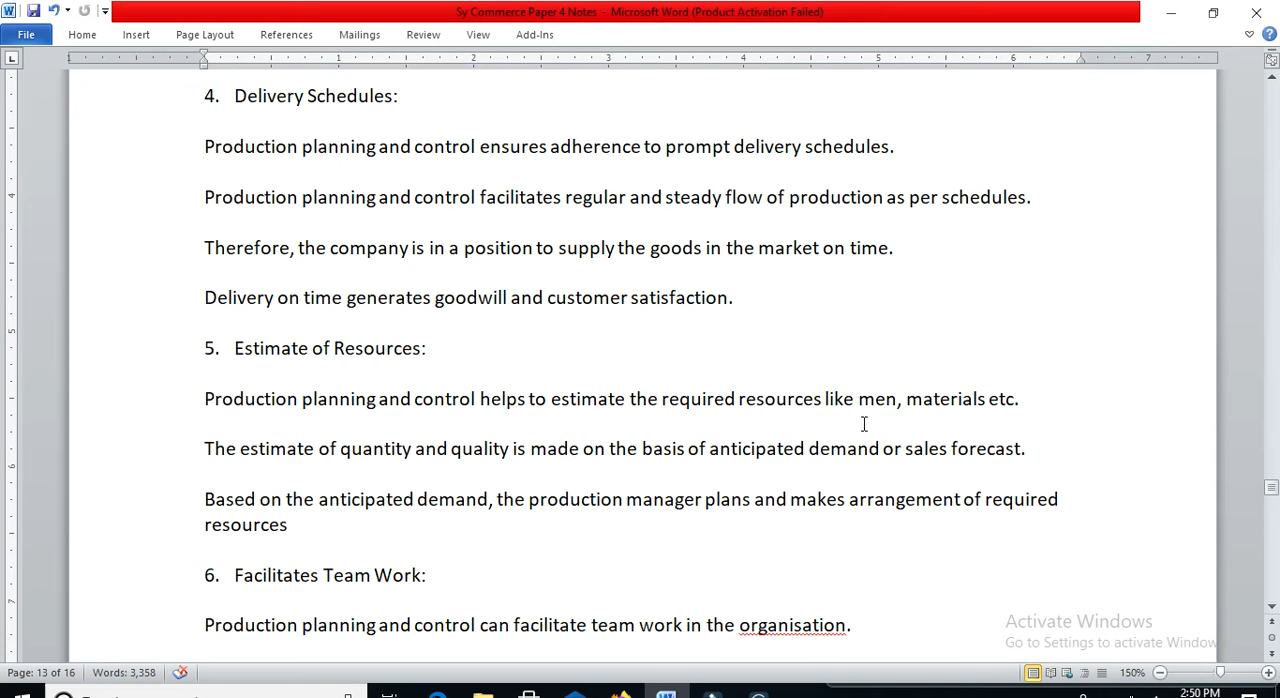 Sy Commerce Paper 4 Notes - Microsoft Word (Product Activation Failed)
File Home Insert Page Layout References Mailings Review View Add-Ins
1 1 2 3 4 5 6 7
4. Delivery Schedules:
Production planning and control ensures adherence to prompt delivery schedules.
Production planning and control facilitates regular and steady flow of production as per schedules.
Therefore, the company is in a position to supply the goods in the market on time.
Delivery on time generates goodwill and customer satisfaction.
5. Estimate of Resources:
Production planning and control helps to estimate the required resources like men, materials etc.
The estimate of quantity and quality is made on the basis of anticipated demand or sales forecast.
Based on the anticipated demand, the production manager plans and makes arrangement of required
resources
6. Facilitates Team Work:
Production planning and control can facilitate team work in the organisation.
Activate Windows
Go to Settings to activate Window
Page: 13 of 16 Words: 3,358 150%
2:50 PM